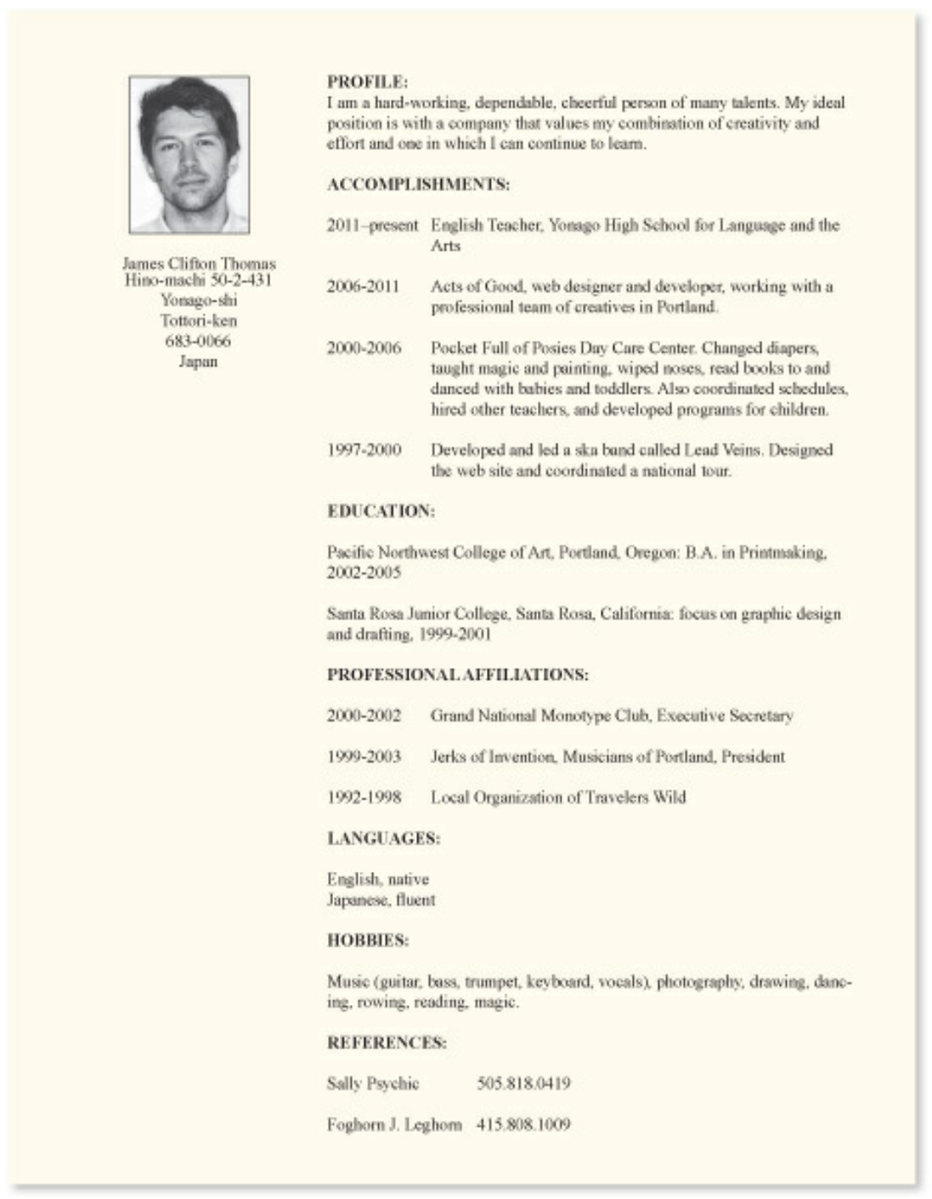 James Clifton Thomas
Hino-machi 50-2-431
Yonago-shi
Tottori-ken
683-0066
Japan
PROFILE:
I am a hard-working, dependable, cheerful person of many talents. My ideal
position is with a company that values my combination of creativity and
effort and one in which I can continue to learn.
ACCOMPLISHMENTS:
2011–present English Teacher, Yonago High School for Language and the
Arts
2006-2011 Acts of Good, web designer and developer, working with a
professional team of creatives in Portland.
2000-2006 Pocket Full of Posies Day Care Center. Changed diapers,
taught magic and painting, wiped noses, read books to and
danced with babies and toddlers. Also coordinated schedules,
hired other teachers, and developed programs for children.
1997-2000 Developed and led a ska band called Lead Veins. Designed
the web site and coordinated a national tour.
EDUCATION:
Pacific Northwest College of Art, Portland, Oregon: B.A. in Printmaking,
2002-2005
Santa Rosa Junior College, Santa Rosa, California: focus on graphic design
and drafting, 1999-2001
PROFESSIONAL AFFILIATIONS:
2000-2002 Grand National Monotype Club, Executive Secretary
1999-2003 Jerks of Invention, Musicians of Portland, President
1992-1998 Local Organization of Travelers Wild
LANGUAGES:
English, native
Japanese, fluent
HOBBIES:
Music (guitar, bass, trumpet, keyboard, vocals), photography, drawing, danc-
ing, rowing, reading, magic.
REFERENCES:
Sally Psychic 505.818.0419
Foghorn J. Leghorn 415.808.1009